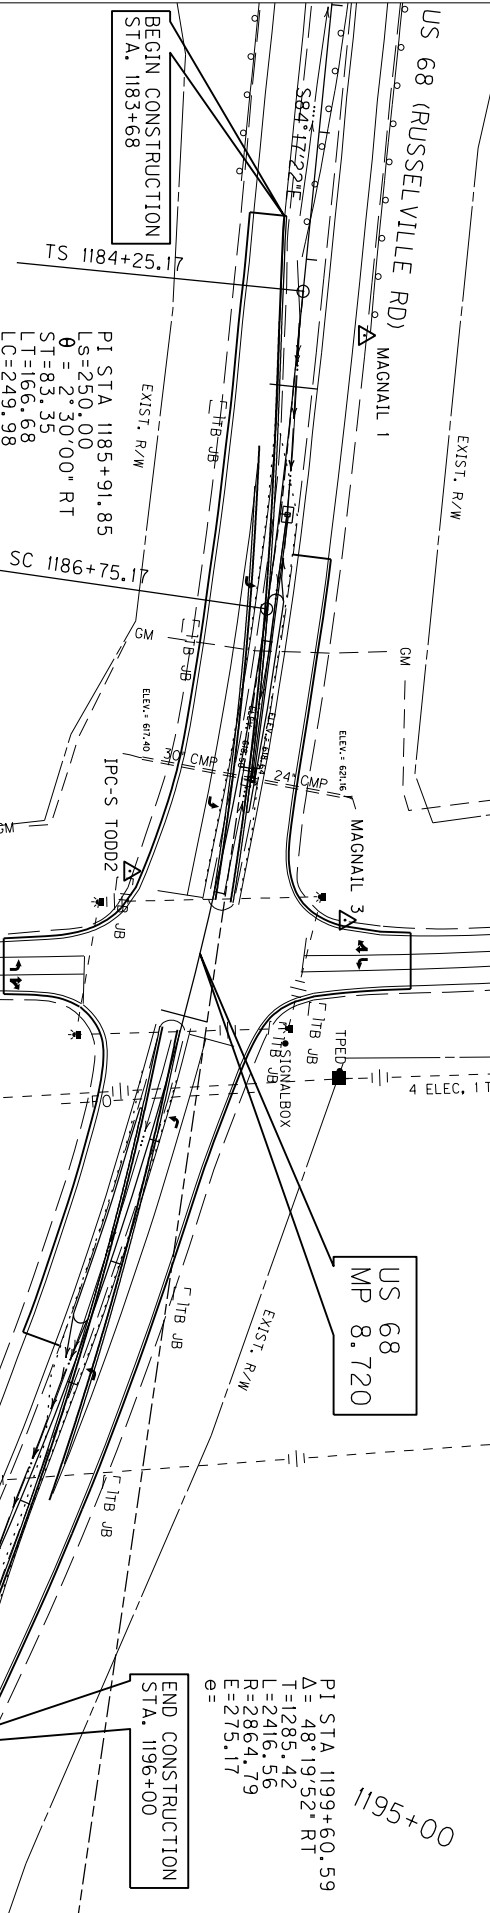 US 68 (RUSSELVILLE RD)
BEGIN CONSTRUCTION
STA. 1183+68
S84°17'22"E
TS 1184+25.17
MAGNAIL 1
PI STA 1185+91.85
Ls=250.00
θ = 2°30'00" RT
ST=83.35
LT=166.68
LC=249.98
EXIST. R/W
EXIST. R/W
ITB JB
SC 1186+75.17
GM
GM
GM
ITB JB
ELEV.= 617.40
ELEV.= 621.16
30" CMP
24" CMP
IPC-S TODD2
MAGNAIL 3
ITB JB
ITB JB
ITB JB
SIGNALBOX
TPED
4 ELEC, 1 T
PO
US 68
MP 8.720
ITB JB
EXIST. R/W
ITB JB
END CONSTRUCTION
STA. 1196+00
PI STA 1199+60.59
Δ= 48°19'52" RT
T=1285.42
L=2416.56
R=2864.79
E=275.17
e=
1195+00